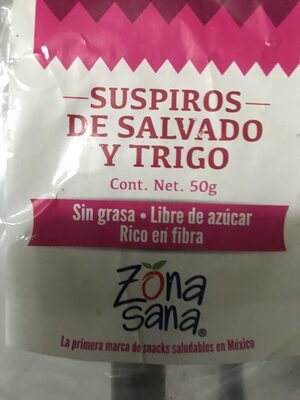 SUSPIROS
DE SALVADO
Y TRIGO
Cont. Net. 50g
Sin grasa • Libre de azúcar
Rico en fibra
Zona
sana®
La primera marca de snacks saludables en México